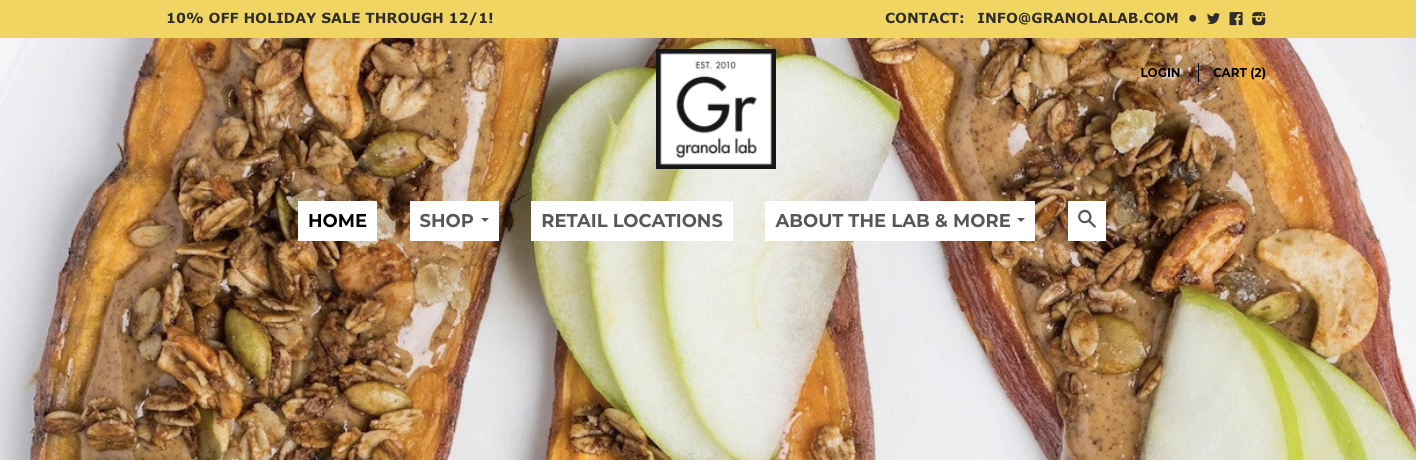 10% OFF HOLIDAY SALE THROUGH 12/1!
CONTACT: INFO@GRANOLALAB.COM
EST. 2010
Gr
granola lab
LOGIN
CART (2)
HOME
SHOP
RETAIL LOCATIONS
ABOUT THE LAB & MORE